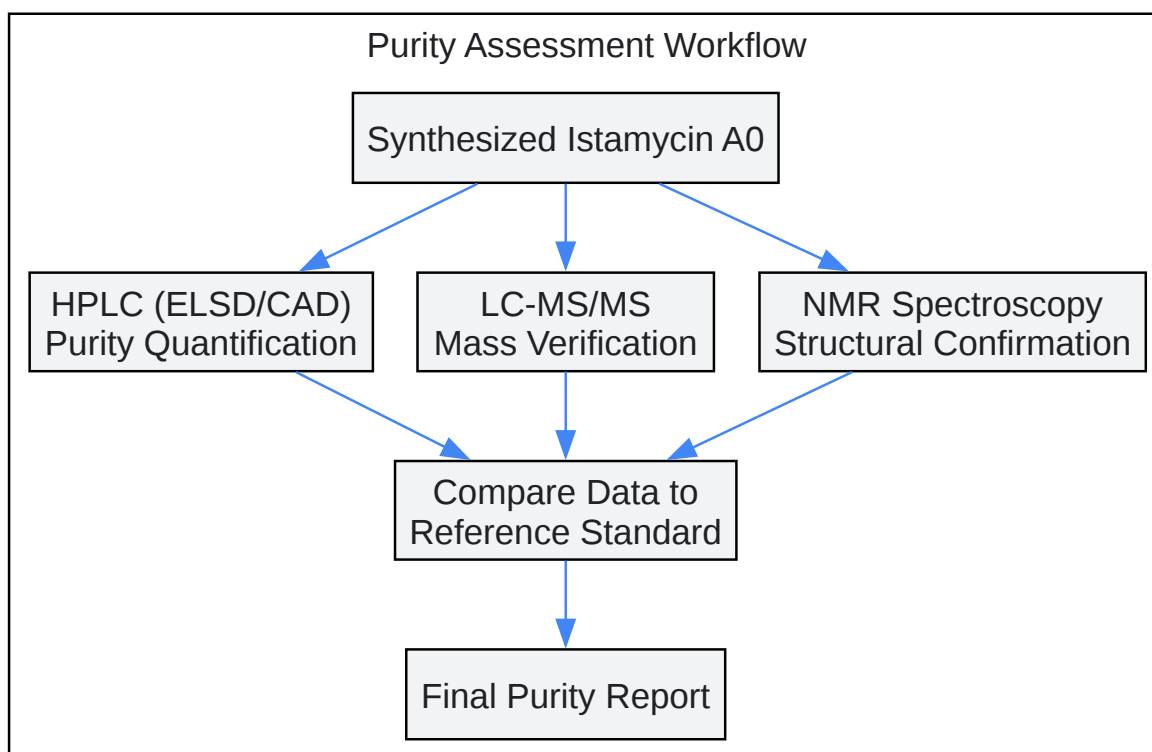 Purity Assessment Workflow
Synthesized Istamycin A0
HPLC (ELSD/CAD)
Purity Quantification
LC-MS/MS
Mass Verification
NMR Spectroscopy
Structural Confirmation
Compare Data to
Reference Standard
Final Purity Report